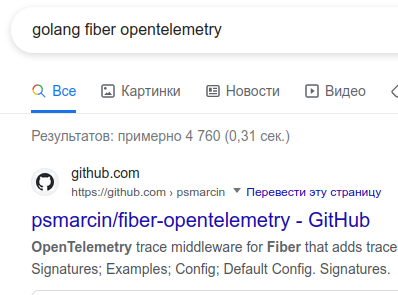 golang fiber opentelemetry
Все Картинки Новости Видео
Результатов: примерно 4 760 (0,31 сек.)
github.com
https://github.com › psmarcin Перевести эту страницу
psmarcin/fiber-opentelemetry - GitHub
OpenTelemetry trace middleware for Fiber that adds trace
Signatures; Examples; Config; Default Config. Signatures.